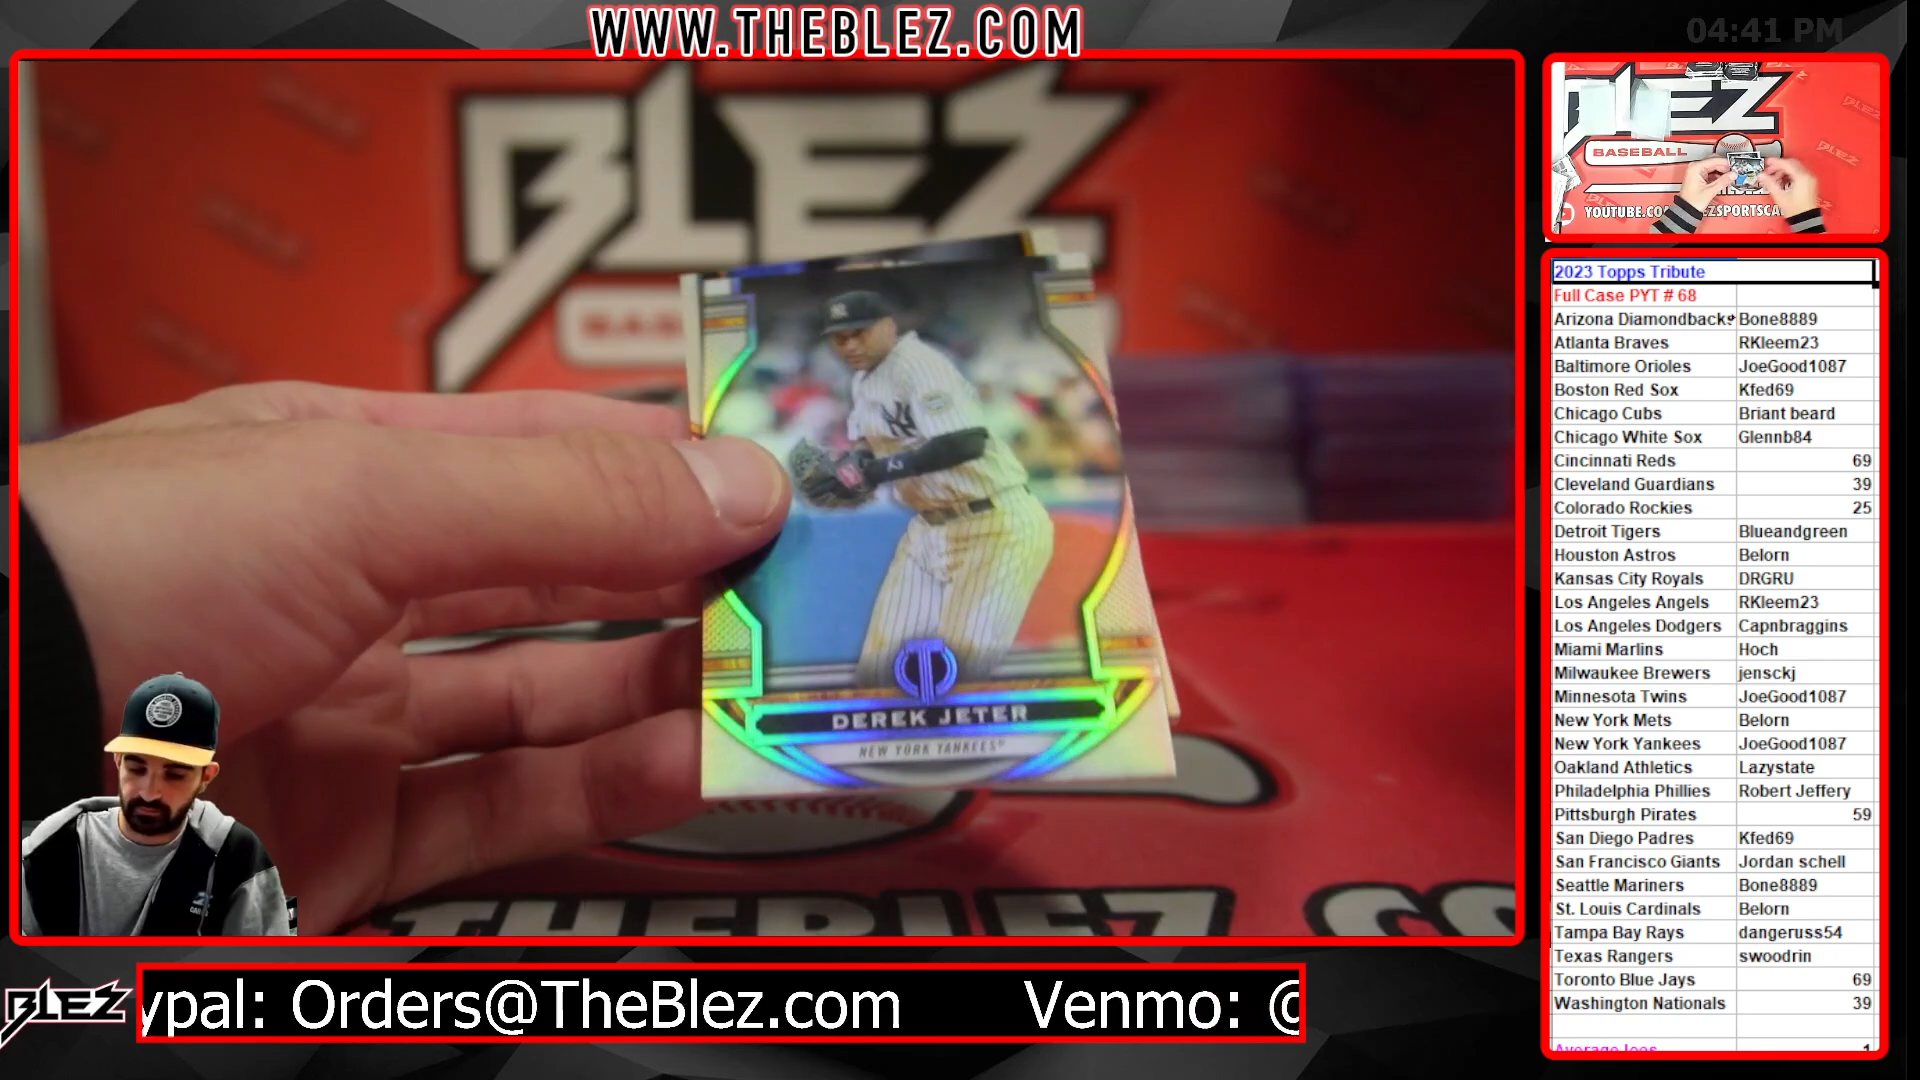 WWW.THEBLEZ.COM
04:41 PM
BLEZ
DEREK JETER
NEW YORK YANKEES
THEBLEZ.CO
BASEBALL
YOUTUBE.CO
EZSPORTSCA
2023 Topps Tribute
Full Case PYT # 68
Arizona Diamondbacks Bone8889
Atlanta Braves RKleem23
Baltimore Orioles JoeGood1087
Boston Red Sox Kfed69
Chicago Cubs Briant beard
Chicago White Sox Glennb84
Cincinnati Reds 69
Cleveland Guardians 39
Colorado Rockies 25
Detroit Tigers Blueandgreen
Houston Astros Belorn
Kansas City Royals DRGRU
Los Angeles Angels RKleem23
Los Angeles Dodgers Capnbraggins
Miami Marlins Hoch
Milwaukee Brewers jensckj
Minnesota Twins JoeGood1087
New York Mets Belorn
New York Yankees JoeGood1087
Oakland Athletics Lazystate
Philadelphia Phillies Robert Jeffery
Pittsburgh Pirates 59
San Diego Padres Kfed69
San Francisco Giants Jordan schell
Seattle Mariners Bone8889
St. Louis Cardinals Belorn
Tampa Bay Rays dangeruss54
Texas Rangers swoodrin
Toronto Blue Jays 69
Washington Nationals 39
AverageJoes 1
BLEZ
ypal: Orders@TheBlez.com Venmo: @